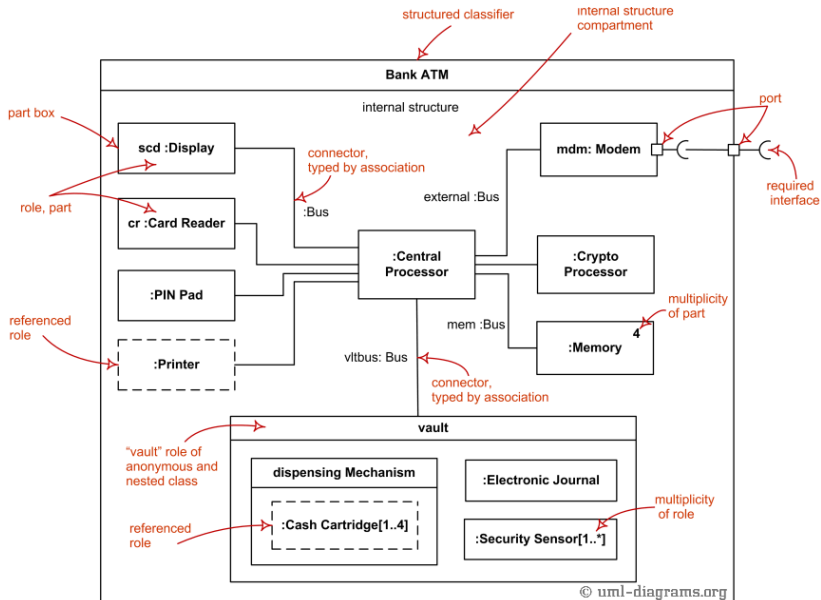 structured classifier
internal structure
compartment
Bank ATM
internal structure
part box
scd :Display
connector,
typed by association
:Bus
role, part
cr :Card Reader
port
mdm: Modem
external :Bus
required
interface
:Central
Processor
:Crypto
Processor
:PIN Pad
referenced
role
:Printer
multiplicity
of part
mem :Bus
4
:Memory
vltbus: Bus
connector,
typed by association
vault
"vault" role of
anonymous and
nested class
dispensing Mechanism
:Cash Cartridge[1..4]
referenced
role
:Electronic Journal
multiplicity
of role
:Security Sensor[1..*]
© uml-diagrams.org